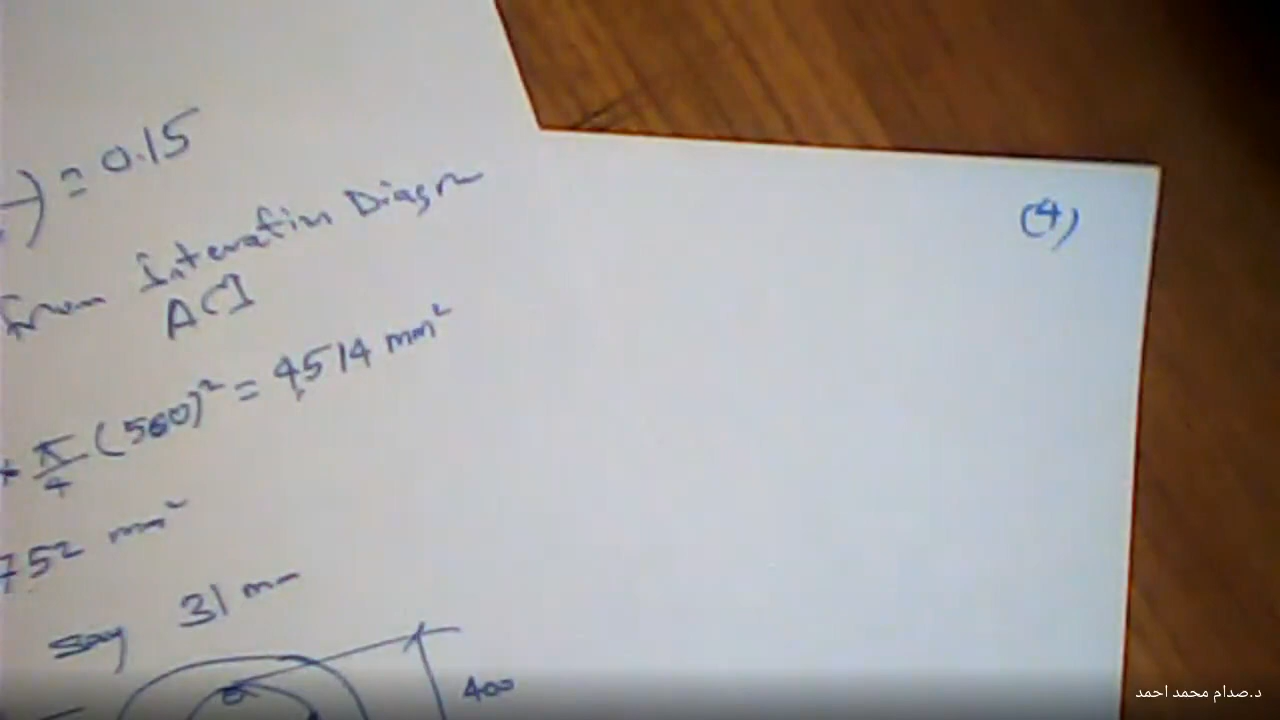 ) = 0.15
(4)
From Interaction Diagram
ACI
* π/4 (560)² = 4514 mm²
752 mm²
say 31 mm
400
د.صدام محمد احمد